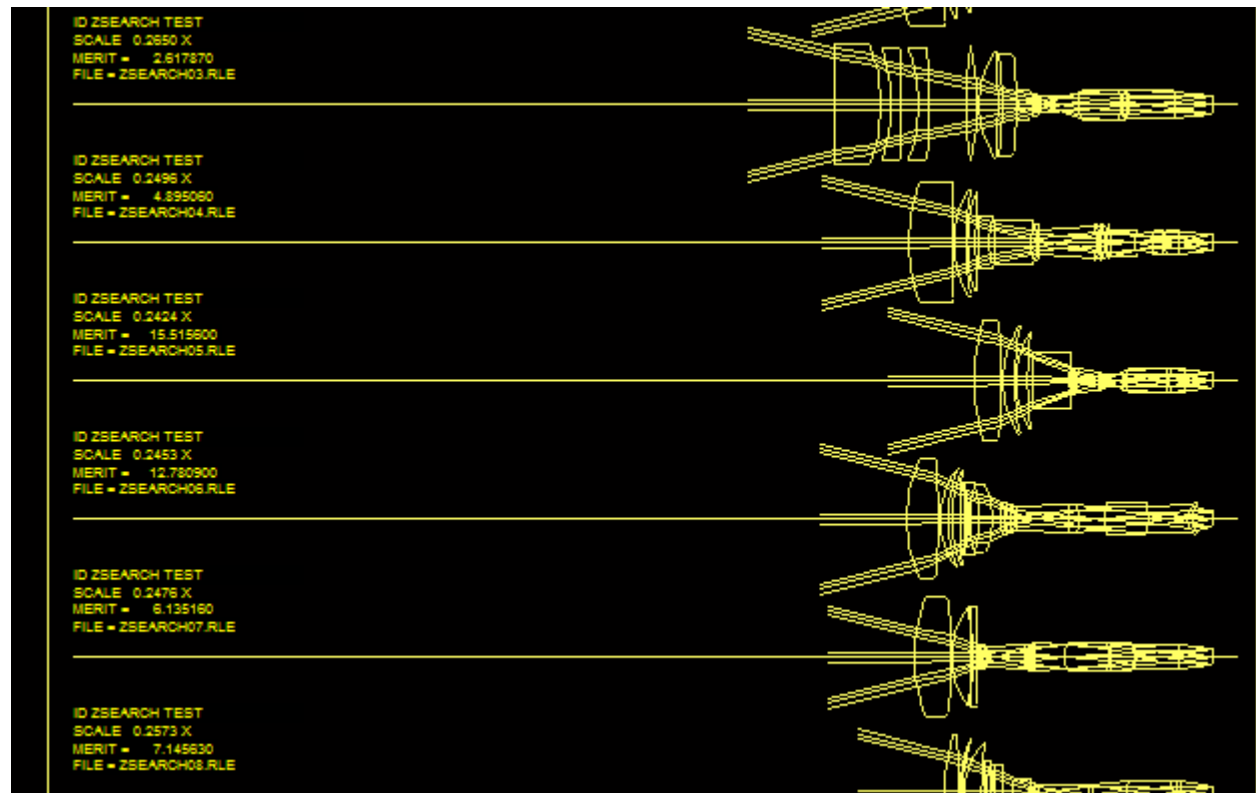 ID ZSEARCH TEST
SCALE 0.2650 X
MERIT = 2.617870
FILE = ZSEARCH03.RLE
ID ZSEARCH TEST
SCALE 0.2496 X
MERIT = 4.895060
FILE = ZSEARCH04.RLE
ID ZSEARCH TEST
SCALE 0.2424 X
MERIT = 15.515600
FILE = ZSEARCH05.RLE
ID ZSEARCH TEST
SCALE 0.2453 X
MERIT = 12.780900
FILE = ZSEARCH06.RLE
ID ZSEARCH TEST
SCALE 0.2476 X
MERIT = 6.135160
FILE = ZSEARCH07.RLE
ID ZSEARCH TEST
SCALE 0.2573 X
MERIT = 7.145630
FILE = ZSEARCH08.RLE